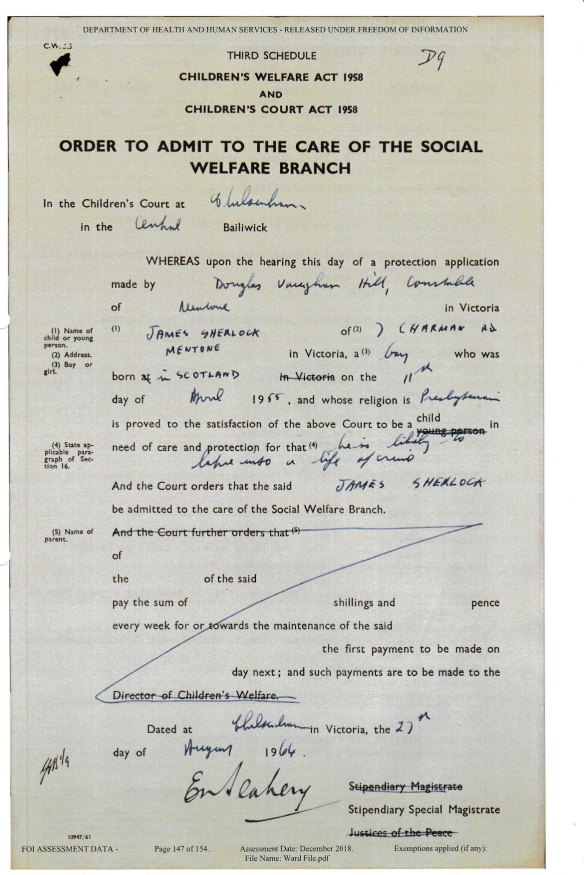 DEPARTMENT OF HEALTH AND HUMAN SERVICES - RELEASED UNDER FREEDOM OF INFORMATION
D9
THIRD SCHEDULE
CHILDREN'S WELFARE ACT 1958
AND
CHILDREN'S COURT ACT 1958
ORDER TO ADMIT TO THE CARE OF THE SOCIAL
WELFARE BRANCH
In the Children's Court at Cheltenham
in the Central Bailiwick
WHEREAS upon the hearing this day of a protection application
made by Douglas Vaughan Hill, Constable
of Mentone in Victoria
(1) Name of child or young person.
(2) Address.
(3) Boy or girl.
(1) JAMES SHERLOCK of (2) 7 CHARMAN RD
MENTONE in Victoria, a (3) boy who was
born at in SCOTLAND in Victoria on the 11th
day of April 1955, and whose religion is Presbyterian
is proved to the satisfaction of the above Court to be a child
young person in
(4) State applicable paragraph of Section 16.
need of care and protection for that (4) he is likely to
lapse into a life of crime
And the Court orders that the said JAMES SHERLOCK
be admitted to the care of the Social Welfare Branch.
(5) Name of parent.
And the Court further orders that (5)
of
the of the said
pay the sum of shillings and pence
every week for or towards the maintenance of the said
the first payment to be made on
day next; and such payments are to be made to the
Director of Children's Welfare.
Dated at Cheltenham in Victoria, the 27th
day of August 1964.
Stipendiary Magistrate
Stipendiary Special Magistrate
Justices of the Peace
10947/61
FOI ASSESSMENT DATA - Page 147 of 154. Assessment Date: December 2018. Exemptions applied (if any):
File Name: Ward File.pdf